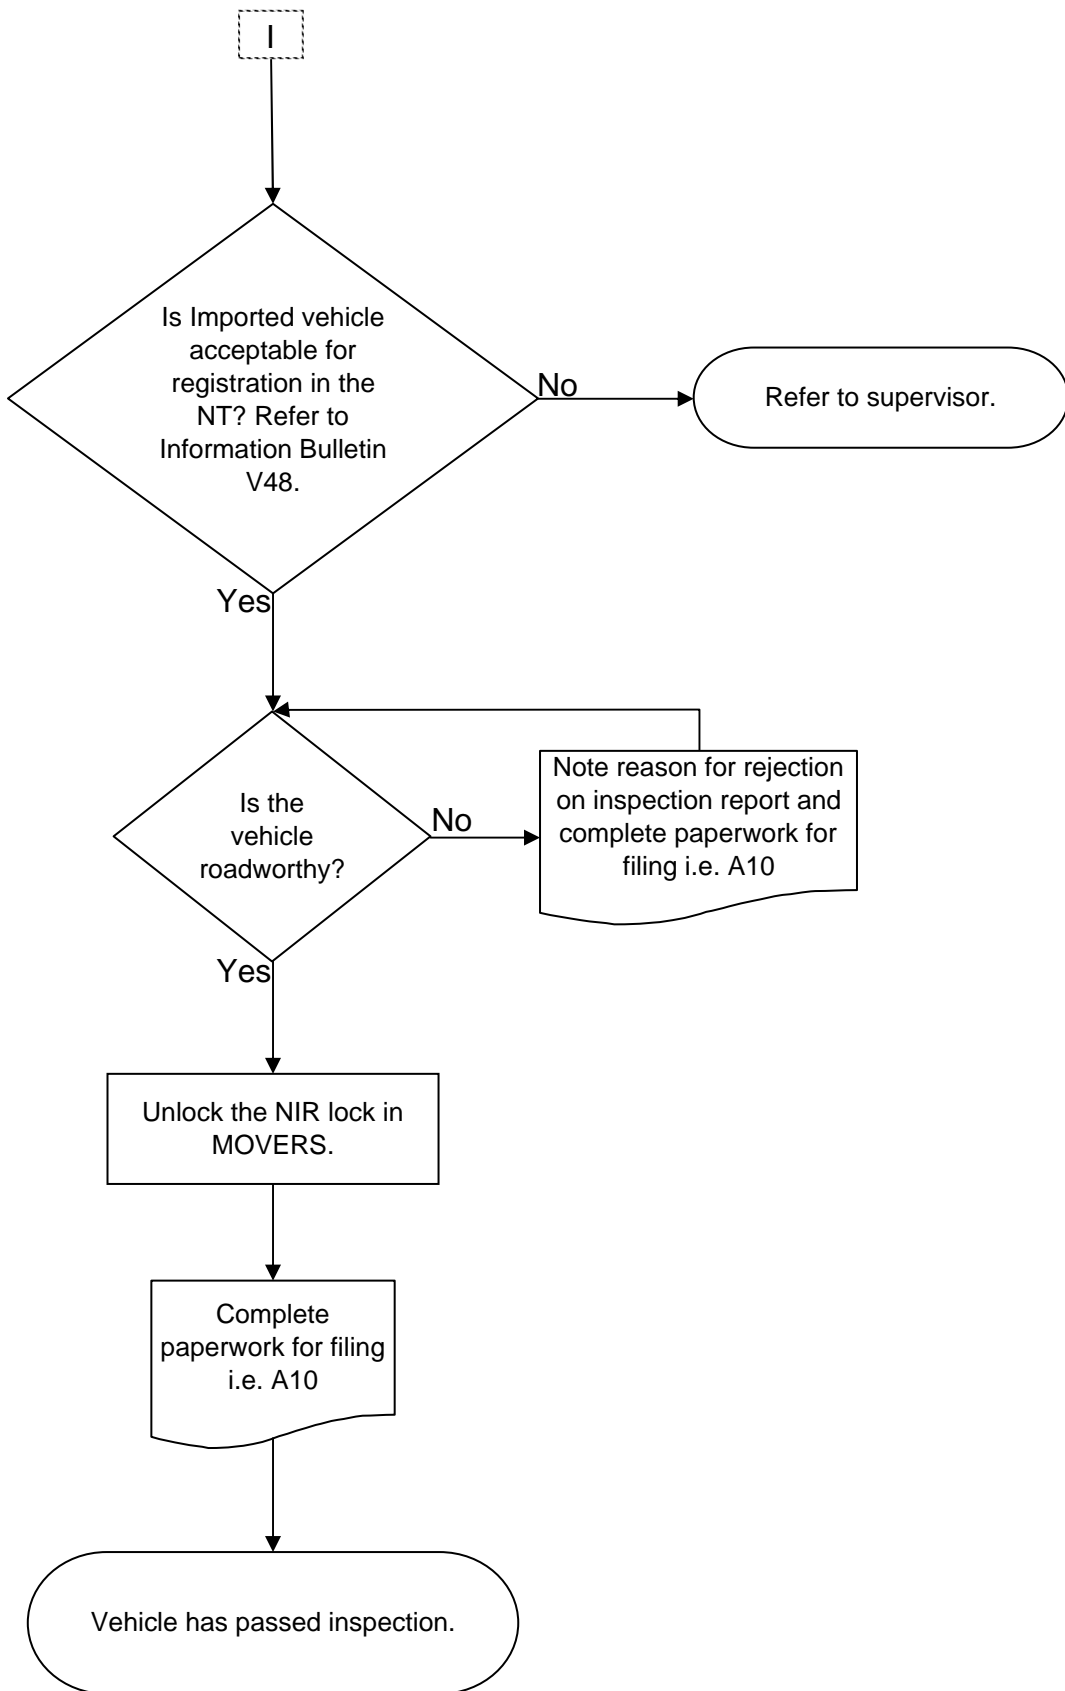 I
Is Imported vehicle
acceptable for
registration in the
NT? Refer to
Information Bulletin
V48.
No
Refer to supervisor.
Yes
Is the
vehicle
roadworthy?
No
Note reason for rejection
on inspection report and
complete paperwork for
filing i.e. A10
Yes
Unlock the NIR lock in
MOVERS.
Complete
paperwork for filing
i.e. A10
Vehicle has passed inspection.